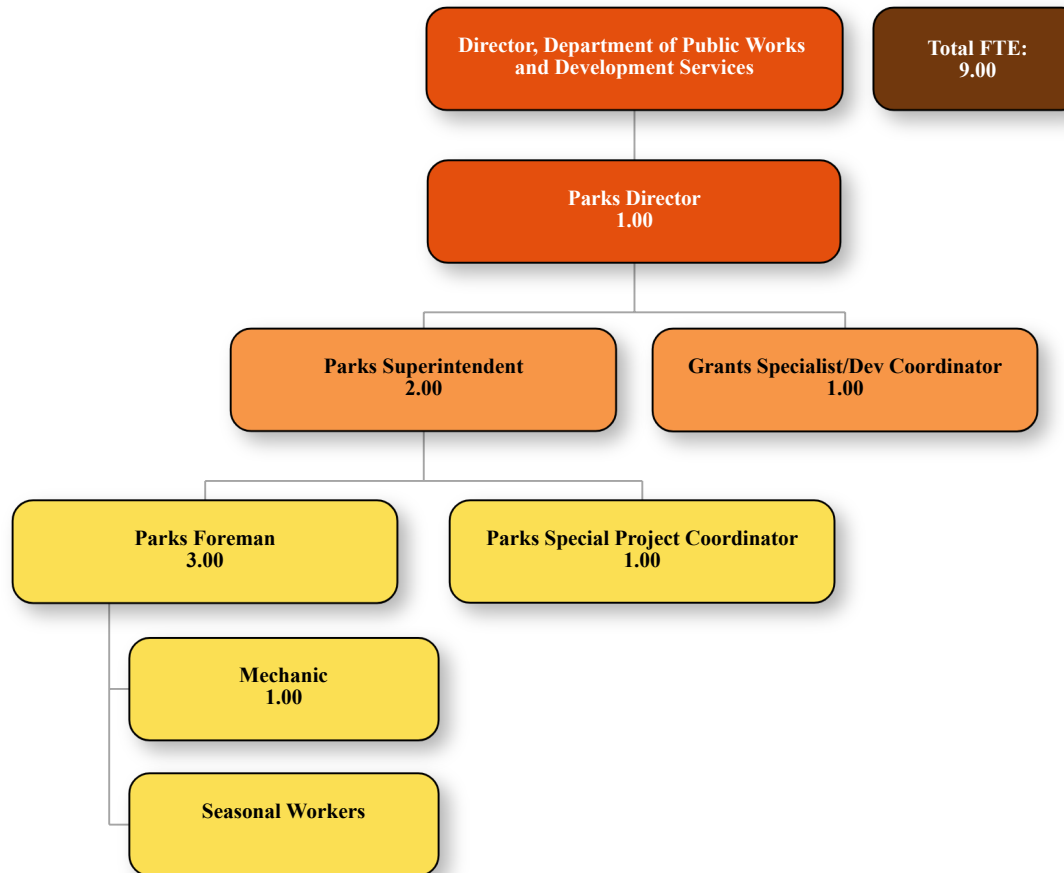 Director, Department of Public Works
and Development Services
Total FTE:
9.00
Parks Director
1.00
Parks Superintendent
2.00
Grants Specialist/Dev Coordinator
1.00
Parks Foreman
3.00
Parks Special Project Coordinator
1.00
Mechanic
1.00
Seasonal Workers